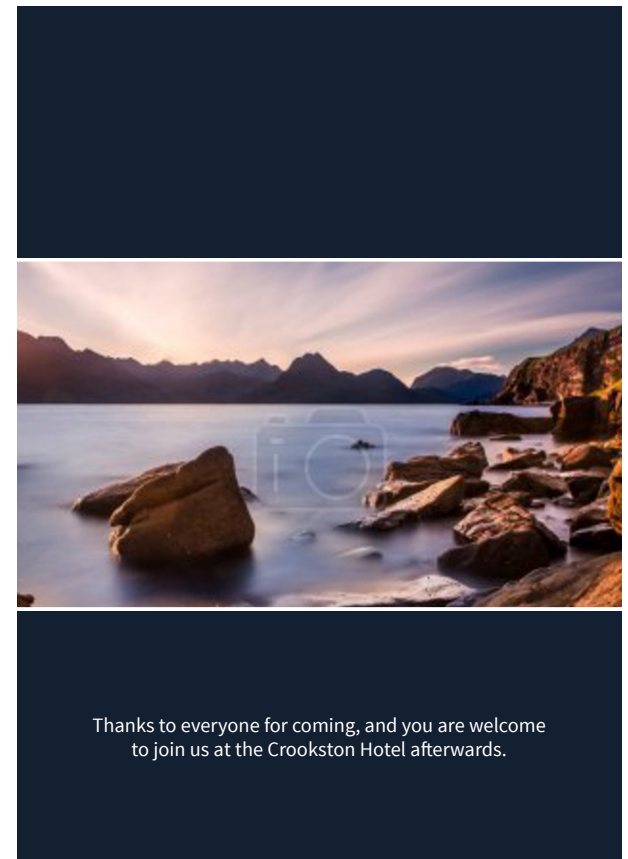 Thanks to everyone for coming, and you are welcome
to join us at the Crookston Hotel afterwards.